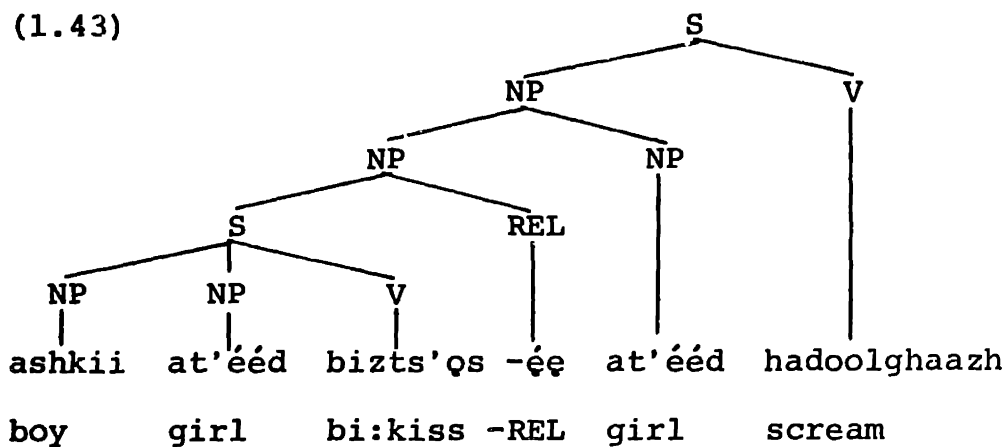 (1.43)
S
NP V
NP NP
S REL
NP NP V
ashkii at'ééd bizts'ǫs -ę́ę at'ééd hadoolghaazh
boy girl bi:kiss -REL girl scream